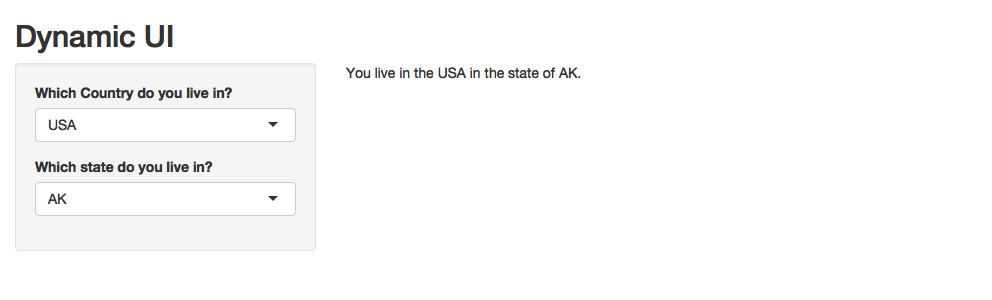 Dynamic UI
Which Country do you live in?
USA
Which state do you live in?
AK
You live in the USA in the state of AK.